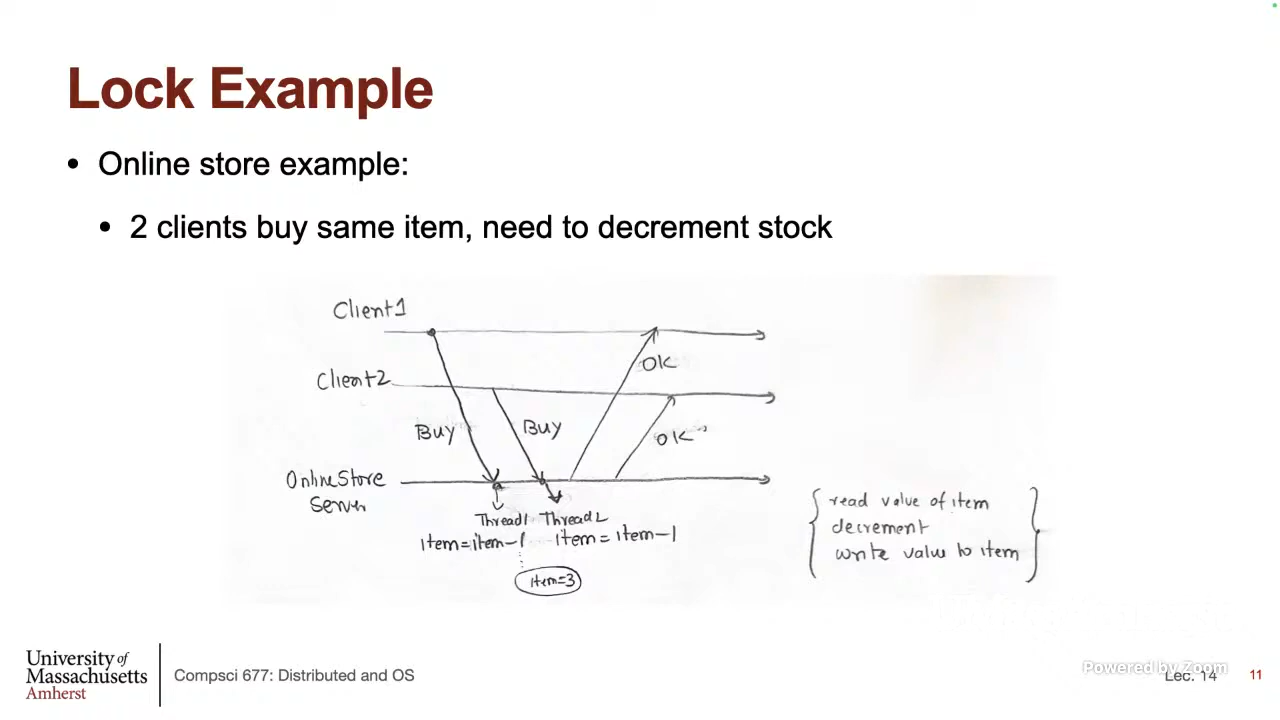 Lock Example
• Online store example:
• 2 clients buy same item, need to decrement stock
Client1
Client2
OK
Buy
Buy
OK
OnlineStore
Server
Thread1 Thread2
item=item-1 item=item-1
item=3
read value of item
decrement
write value to item
University of
Massachusetts
Amherst
Compsci 677: Distributed and OS
Powered by Zoom
Lec. 14
11